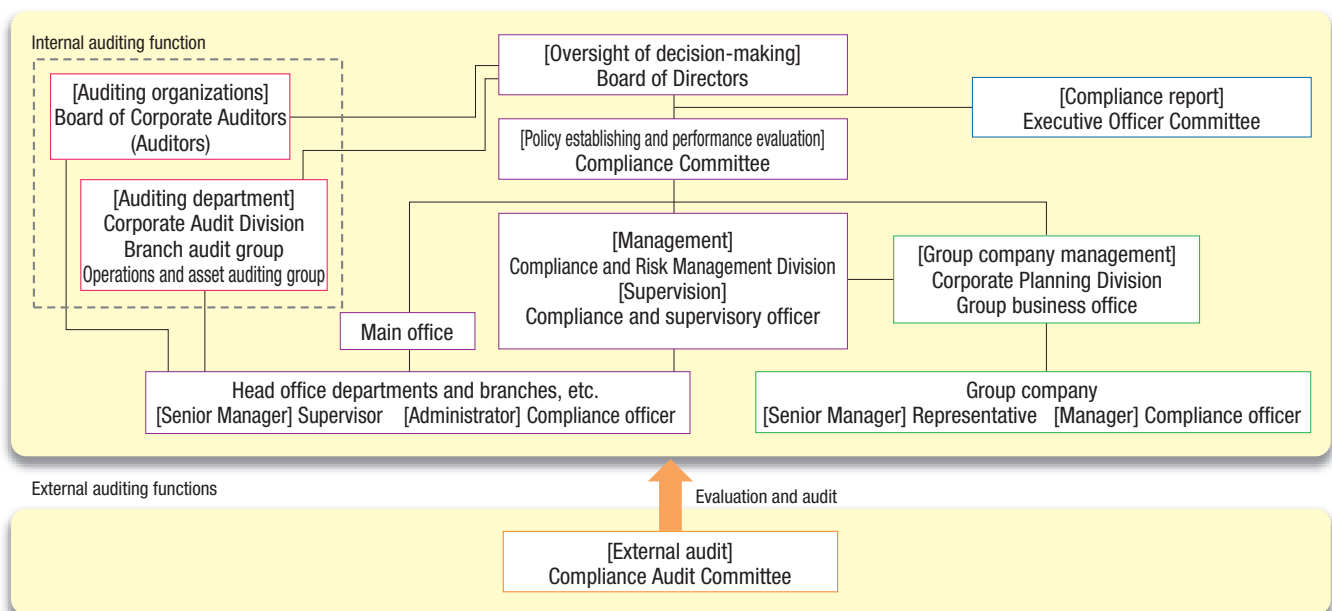 Internal auditing function
[Auditing organizations]
Board of Corporate Auditors
(Auditors)
[Auditing department]
Corporate Audit Division
Branch audit group
Operations and asset auditing group
[Oversight of decision-making]
Board of Directors
[Compliance report]
Executive Officer Committee
[Policy establishing and performance evaluation]
Compliance Committee
[Management]
Compliance and Risk Management Division
[Supervision]
Compliance and supervisory officer
[Group company management]
Corporate Planning Division
Group business office
Main office
Head office departments and branches, etc.
[Senior Manager] Supervisor [Administrator] Compliance officer
Group company
[Senior Manager] Representative [Manager] Compliance officer
External auditing functions
Evaluation and audit
[External audit]
Compliance Audit Committee